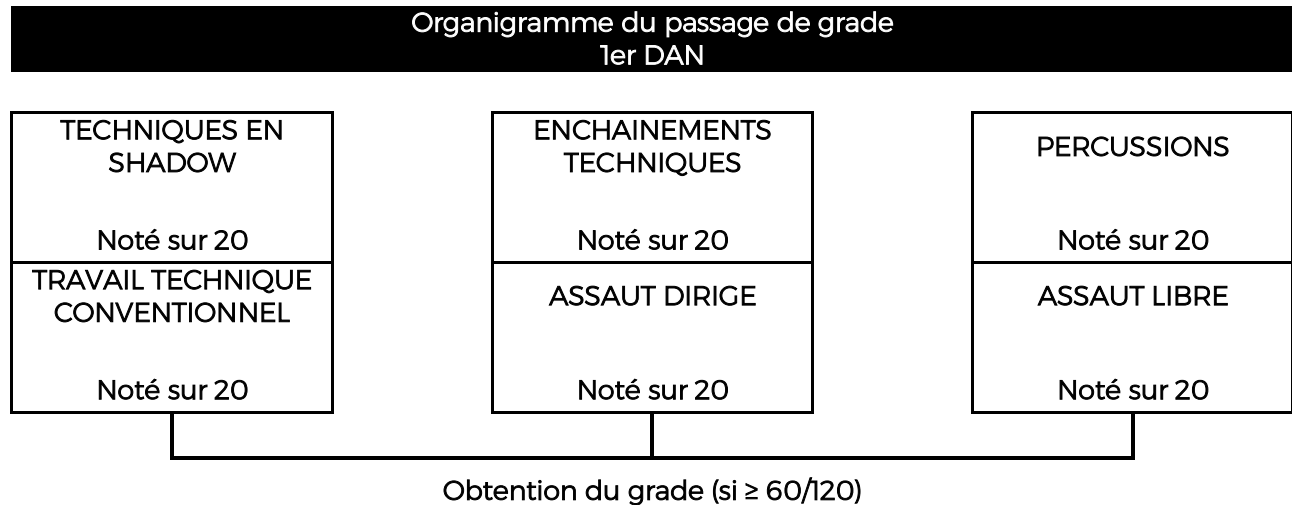 Organigramme du passage de grade
1er DAN
TECHNIQUES EN
SHADOW
Noté sur 20
TRAVAIL TECHNIQUE
CONVENTIONNEL
Noté sur 20
ENCHAINEMENTS
TECHNIQUES
Noté sur 20
ASSAUT DIRIGE
Noté sur 20
PERCUSSIONS
Noté sur 20
ASSAUT LIBRE
Noté sur 20
Obtention du grade (si ≥ 60/120)